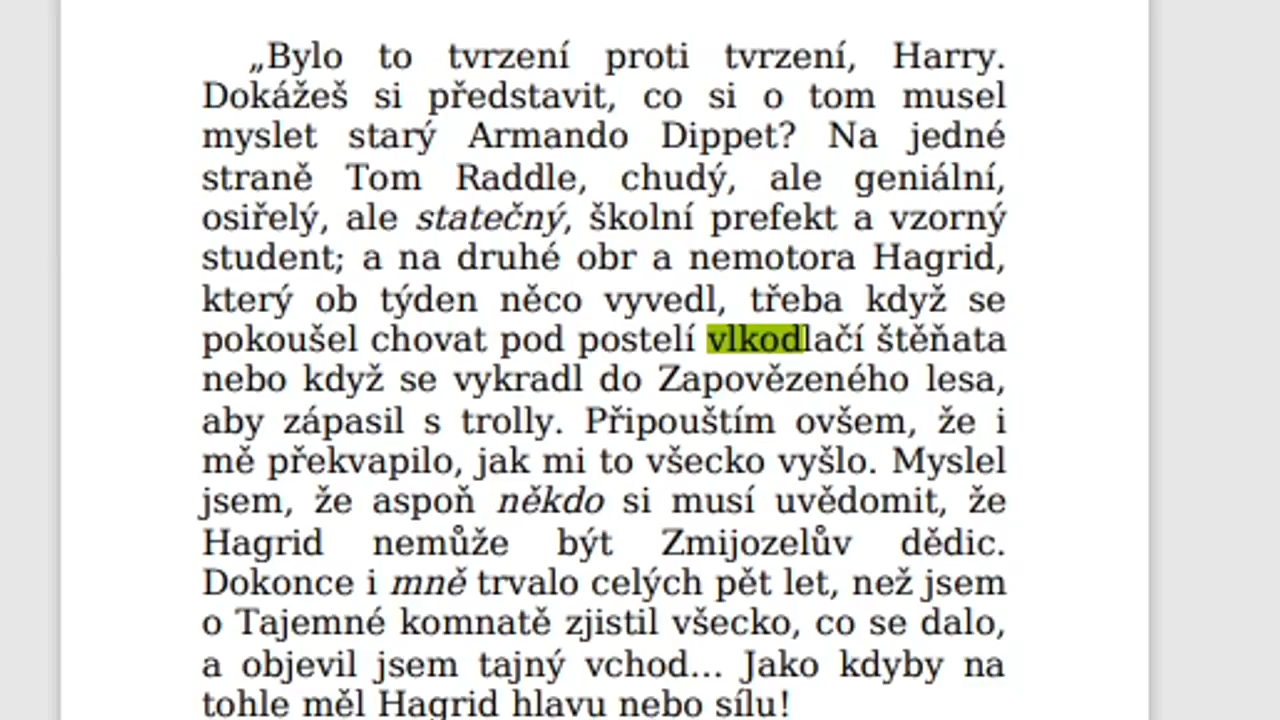 „Bylo to tvrzení proti tvrzení, Harry.
Dokážeš si představit, co si o tom musel
myslet starý Armando Dippet? Na jedné
straně Tom Raddle, chudý, ale geniální,
osiřelý, ale statečný, školní prefekt a vzorný
student; a na druhé obr a nemotora Hagrid,
který ob týden něco vyvedl, třeba když se
pokoušel chovat pod postelí vlkodlačí štěňata
nebo když se vykradl do Zapovězeného lesa,
aby zápasil s trolly. Připouštím ovšem, že i
mě překvapilo, jak mi to všecko vyšlo. Myslel
jsem, že aspoň někdo si musí uvědomit, že
Hagrid nemůže být Zmijozelův dědic.
Dokonce i mně trvalo celých pět let, než jsem
o Tajemné komnatě zjistil všecko, co se dalo,
a objevil jsem tajný vchod… Jako kdyby na
tohle měl Hagrid hlavu nebo sílu!